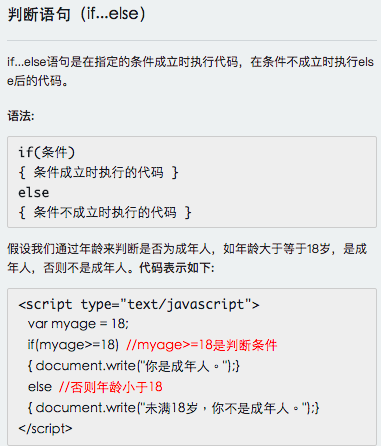 判断语句（if...else）
if...else语句是在指定的条件成立时执行代码，在条件不成立时执行els
e后的代码。
语法:
if(条件)
{ 条件成立时执行的代码 }
else
{ 条件不成立时执行的代码 }
假设我们通过年龄来判断是否为成年人，如年龄大于等于18岁，是成
年人，否则不是成年人。代码表示如下:
<script type="text/javascript">
var myage = 18;
if(myage>=18) //myage>=18是判断条件
{ document.write("你是成年人。");}
else //否则年龄小于18
{ document.write("未满18岁，你不是成年人。");}
</script>